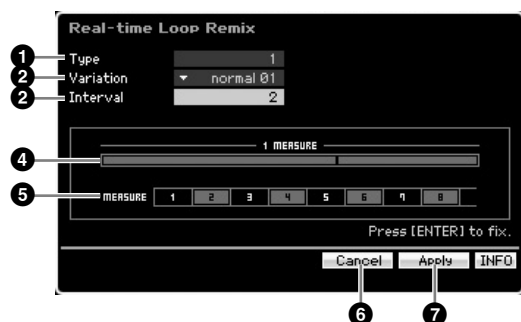 Real-time Loop Remix
1 Type 1
2 Variation normal 01
2 Interval 2
1 MEASURE
4
5 MEASURE 1 2 3 4 5 6 7 8
Press [ENTER] to fix.
Cancel Apply INFO
6 7